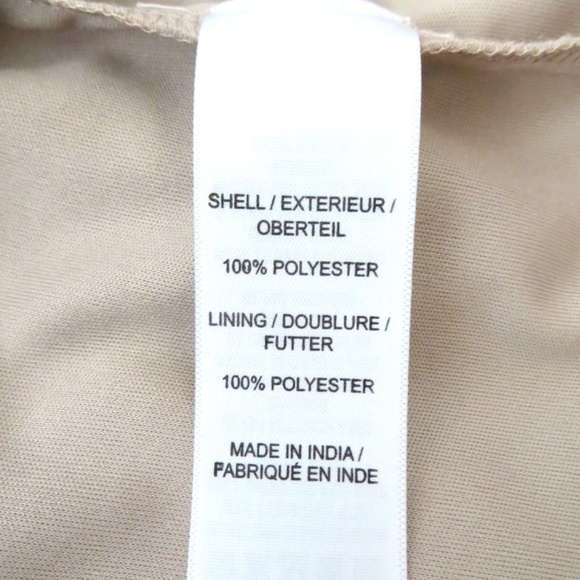 SHELL / EXTERIEUR /
OBERTEIL
100% POLYESTER
LINING / DOUBLURE /
FUTTER
100% POLYESTER
MADE IN INDIA /
FABRIQUÉ EN INDE